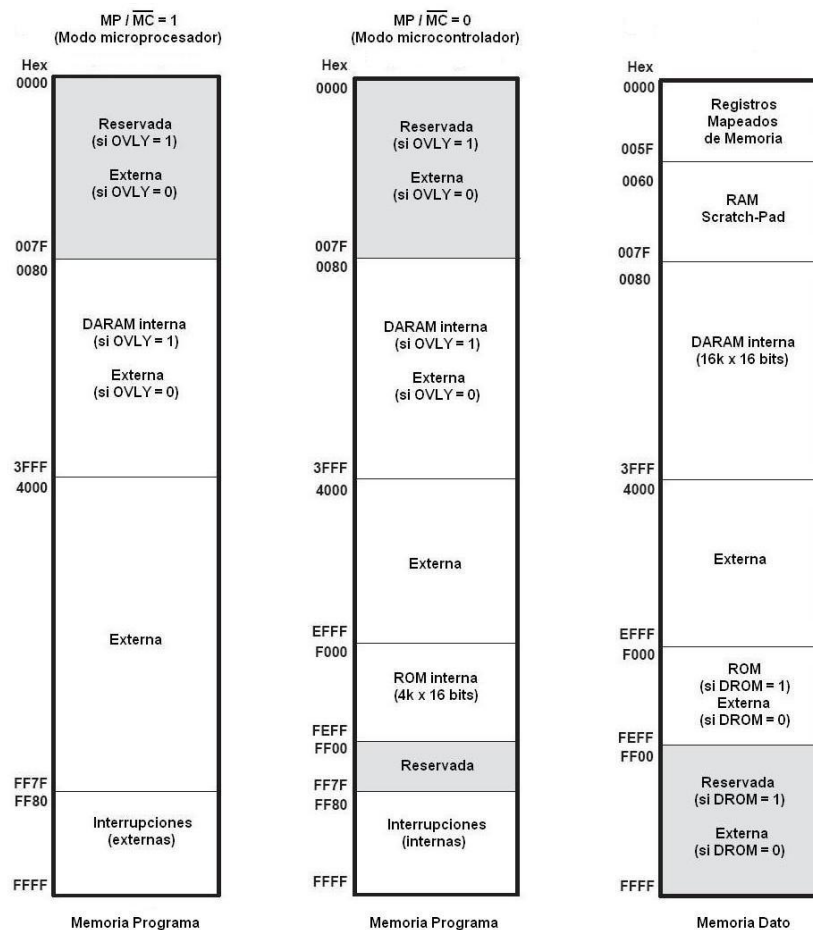 MP / MC = 1
(Modo microprocesador)
Hex
0000
Reservada
(si OVLY = 1)
Externa
(si OVLY = 0)
007F
0080
DARAM interna
(si OVLY = 1)
Externa
(si OVLY = 0)
3FFF
4000
Externa
FF7F
FF80
Interrupciones
(externas)
FFFF
Memoria Programa
MP / MC = 0
(Modo microcontrolador)
Hex
0000
Reservada
(si OVLY = 1)
Externa
(si OVLY = 0)
007F
0080
DARAM interna
(si OVLY = 1)
Externa
(si OVLY = 0)
3FFF
4000
Externa
EFFF
F000
ROM interna
(4k x 16 bits)
FEFF
FF00
Reservada
FF7F
FF80
Interrupciones
(internas)
FFFF
Memoria Programa
Hex
0000
Registros
Mapeados
de Memoria
005F
0060
RAM
Scratch-Pad
007F
0080
DARAM interna
(16k x 16 bits)
3FFF
4000
Externa
EFFF
F000
ROM
(si DROM = 1)
Externa
(si DROM = 0)
FEFF
FF00
Reservada
(si DROM = 1)
Externa
(si DROM = 0)
FFFF
Memoria Dato